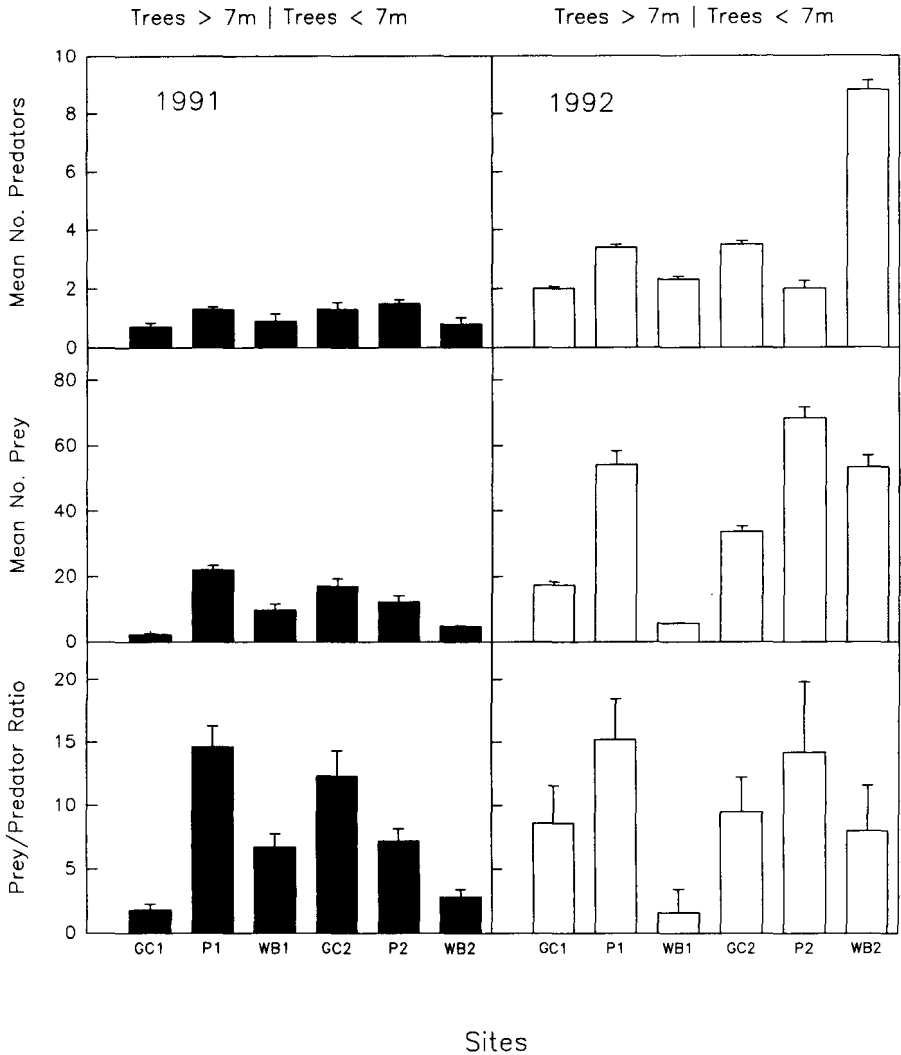 Trees > 7m | Trees < 7m
Trees > 7m | Trees < 7m
1991
1992
Mean No. Predators
10
8
6
4
2
0
Mean No. Prey
80
60
40
20
0
Prey/Predator Ratio
20
15
10
5
0
GC1 P1 WB1 GC2 P2 WB2
GC1 P1 WB1 GC2 P2 WB2
Sites